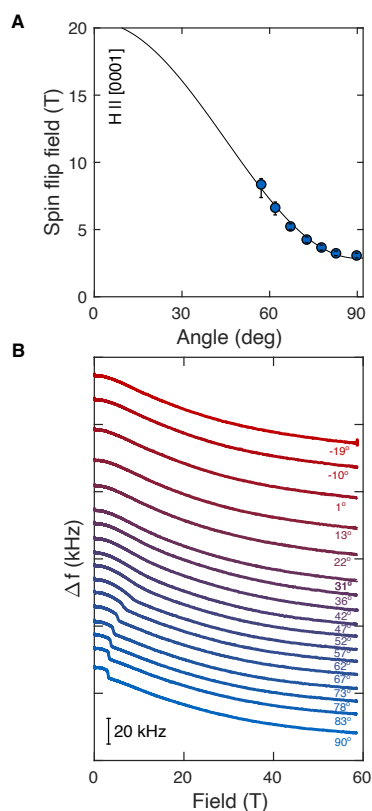 A
20
15
10
5
0
Spin flip field (T)
H II [0001]
0 30 60 90
Angle (deg)
B
Δf (kHz)
-19°
-10°
1°
13°
22°
31°
36°
42°
47°
52°
57°
62°
67°
73°
78°
83°
90°
20 kHz
0 20 40 60
Field (T)